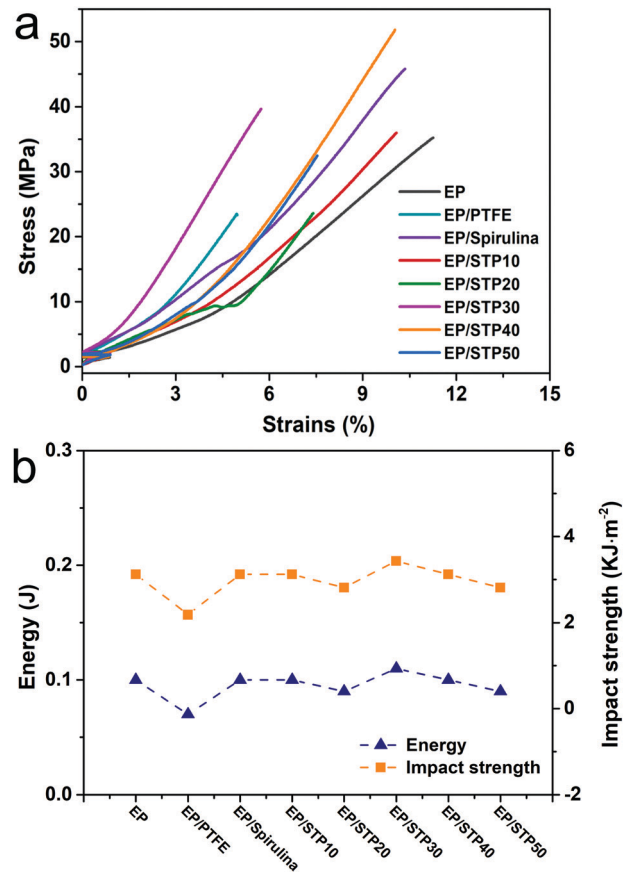 a
Stress (MPa)
50
40
30
20
10
0
EP
EP/PTFE
EP/Spirulina
EP/STP10
EP/STP20
EP/STP30
EP/STP40
EP/STP50
0 3 6 9 12 15
Strains (%)
b
Energy (J)
0.3
0.2
0.1
0.0
6
4
2
0
-2
Impact strength (KJ·m-2)
Energy
Impact strength
EP
EP/PTFE
EP/Spirulina
EP/STP10
EP/STP20
EP/STP30
EP/STP40
EP/STP50